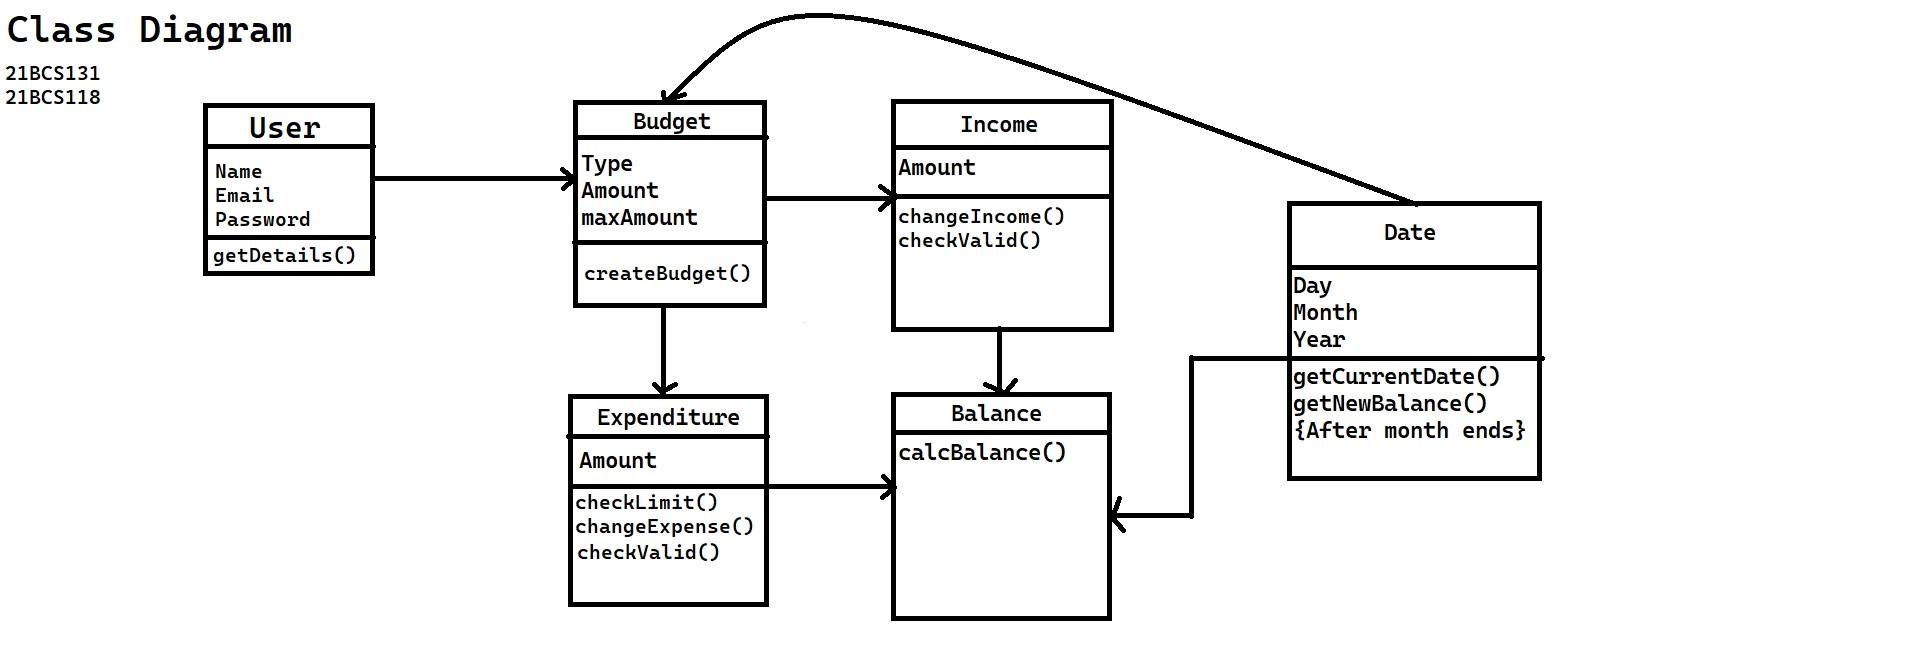 Class Diagram
21BCS131
21BCS118
User
Name
Email
Password
getDetails()
Budget
Type
Amount
maxAmount
createBudget()
Income
Amount
changeIncome()
checkValid()
Date
Day
Month
Year
getCurrentDate()
getNewBalance()
{After month ends}
Expenditure
Amount
checkLimit()
changeExpense()
checkValid()
Balance
calcBalance()